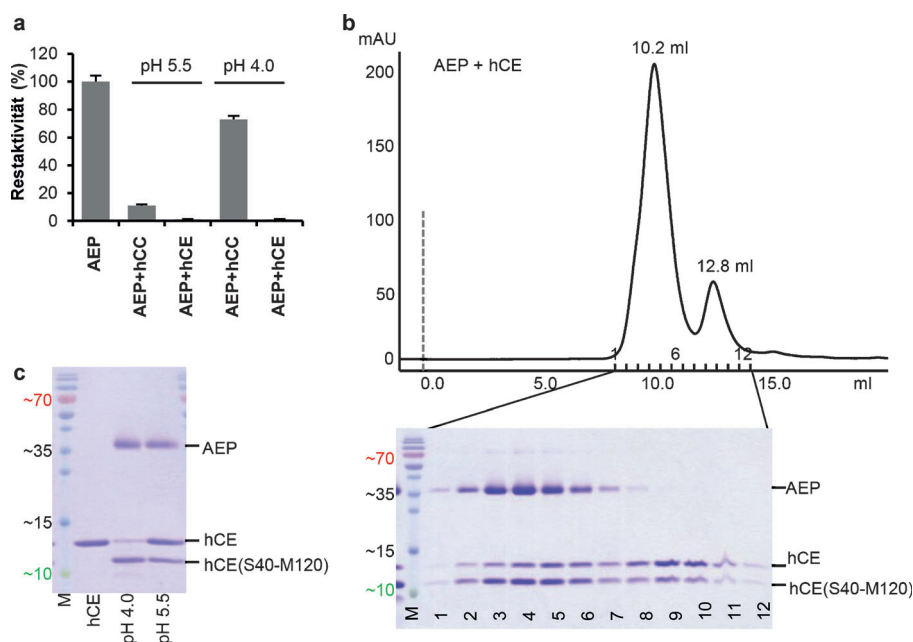 a
Restaktivität (%)
120
100
80
60
40
20
0
pH 5.5
pH 4.0
AEP
AEP+hCC
AEP+hCE
AEP+hCC
AEP+hCE
b
mAU
200
150
100
50
0
AEP + hCE
10.2 ml
12.8 ml
1
6
12
0.0
5.0
10.0
15.0
ml
~70
~35
~15
~10
AEP
hCE
hCE(S40-M120)
M
1
2
3
4
5
6
7
8
9
10
11
12
c
~70
~35
~15
~10
AEP
hCE
hCE(S40-M120)
M
hCE
pH 4.0
pH 5.5